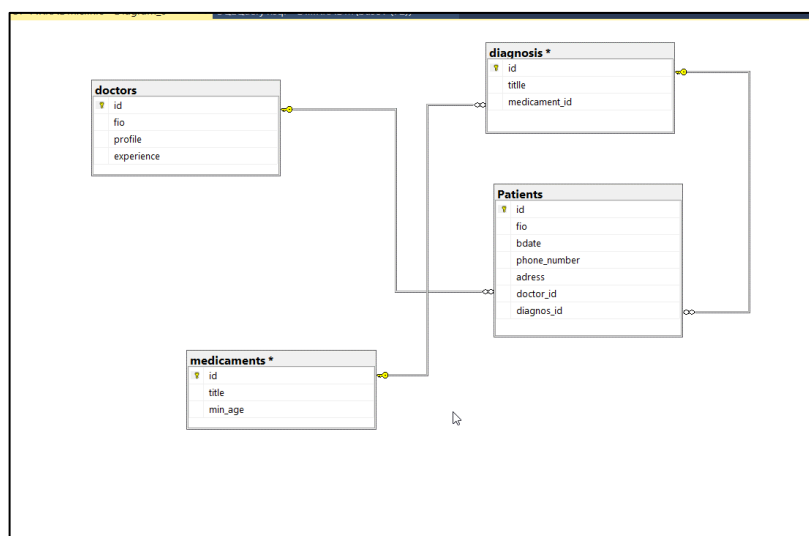 doctors
id
fio
profile
experience
diagnosis *
id
titlle
medicament_id
Patients
id
fio
bdate
phone_number
adress
doctor_id
diagnos_id
medicaments *
id
title
min_age